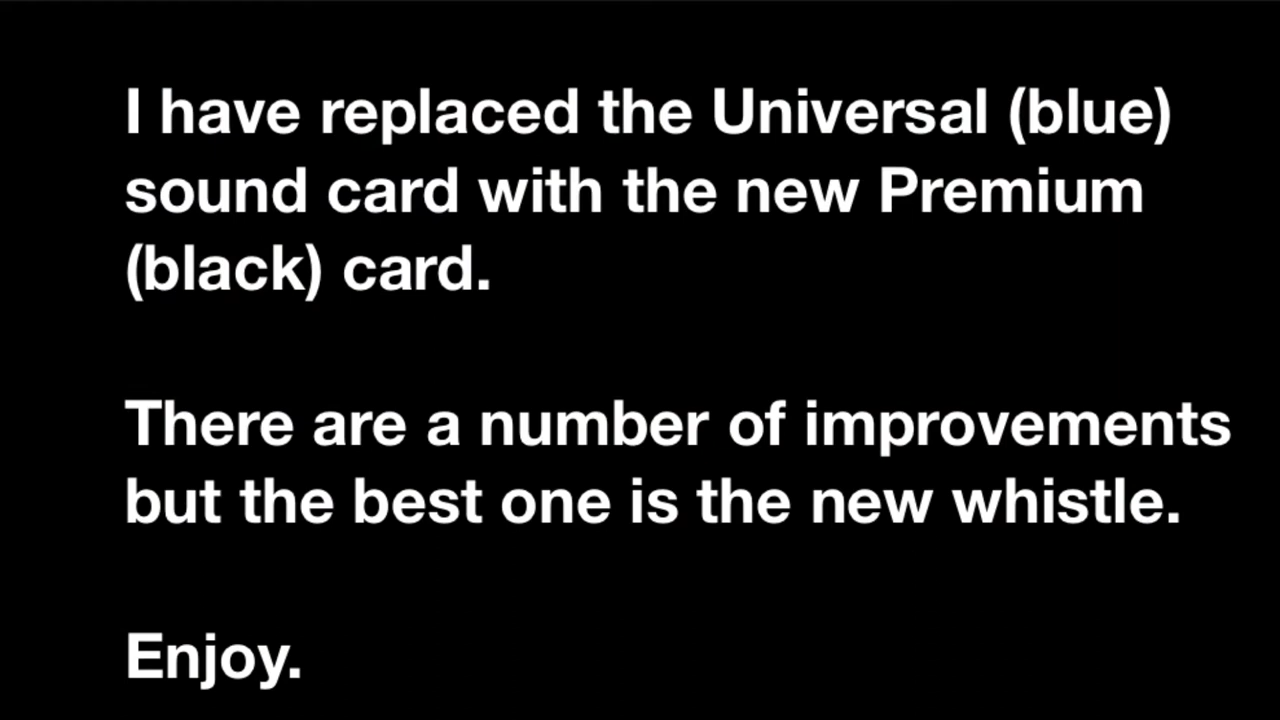 I have replaced the Universal (blue)
sound card with the new Premium
(black) card.
There are a number of improvements
but the best one is the new whistle.
Enjoy.